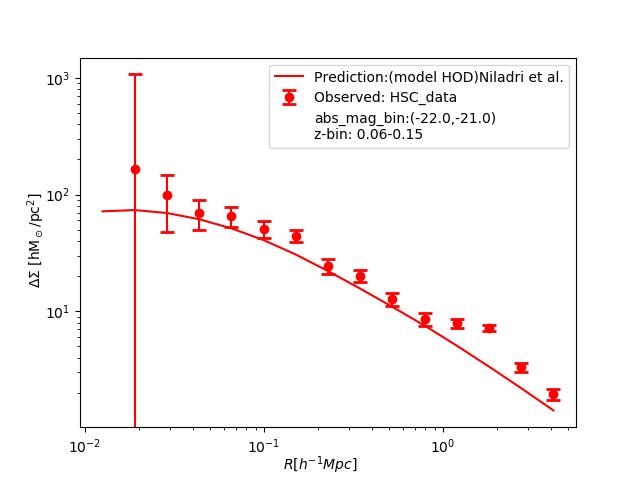 Prediction:(model HOD)Niladri et al.
Observed: HSC_data
abs_mag_bin:(-22.0,-21.0)
z-bin: 0.06-0.15
10³
10²
10¹
ΔΣ [hM☉/pc²]
10⁻² 10⁻¹ 10⁰
R[h⁻¹Mpc]